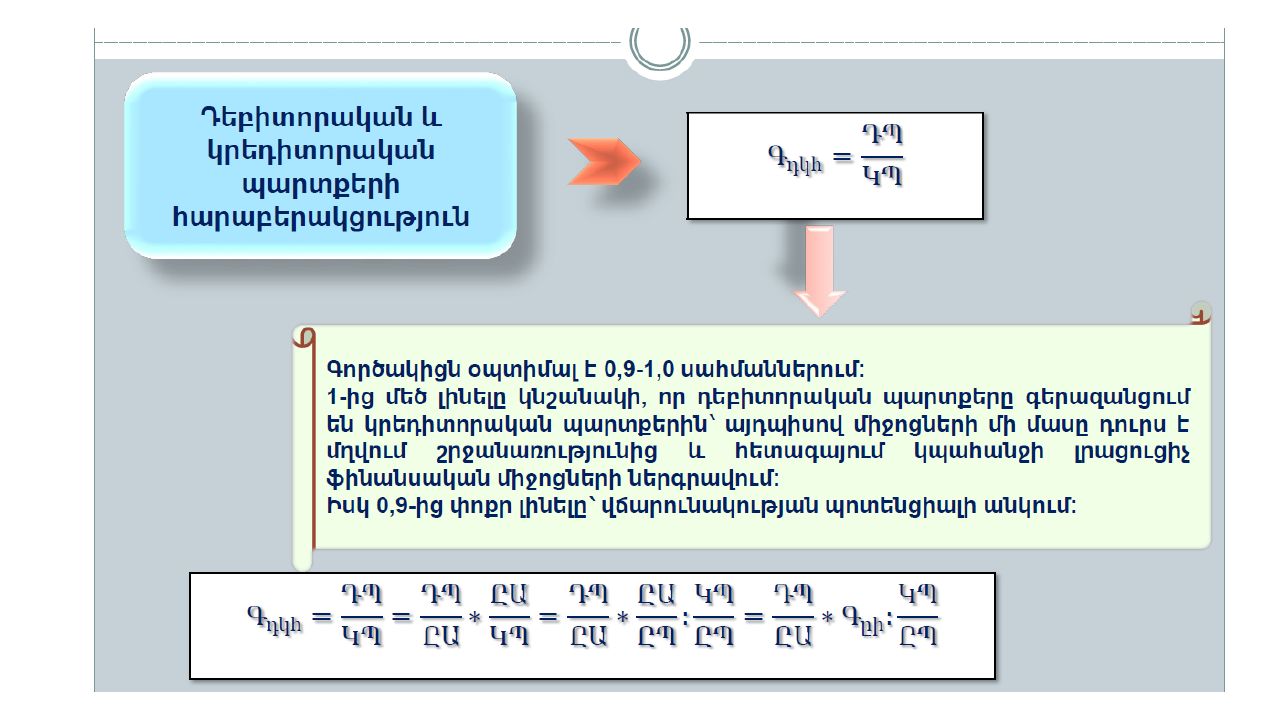 Դեբիտորական և
կրեդիտորական
պարտքերի
հարաբերակցություն
Գդկհ = ԴՊ/ԿՊ
Գործակիցն օպտիմալ է 0,9-1,0 սահմաններում:
1-ից մեծ լինելը կնշանակի, որ դեբիտորական պարտքերը գերազանցում
են կրեդիտորական պարտքերին՝ այդպիսով միջոցների մի մասը դուրս է
մղվում շրջանառությունից և հետագայում կպահանջի լրացուցիչ
ֆինանսական միջոցների ներգրավում:
Իսկ 0,9-ից փոքր լինելը՝ վճարունակության պոտենցիալի անկում:
Գդկհ = ԴՊ/ԿՊ = ԴՊ/ԸԱ * ԸԱ/ԿՊ = ԴՊ/ԸԱ * ԸԱ/ԸՊ : ԿՊ/ԸՊ = ԴՊ/ԸԱ * Գըի : ԿՊ/ԸՊ